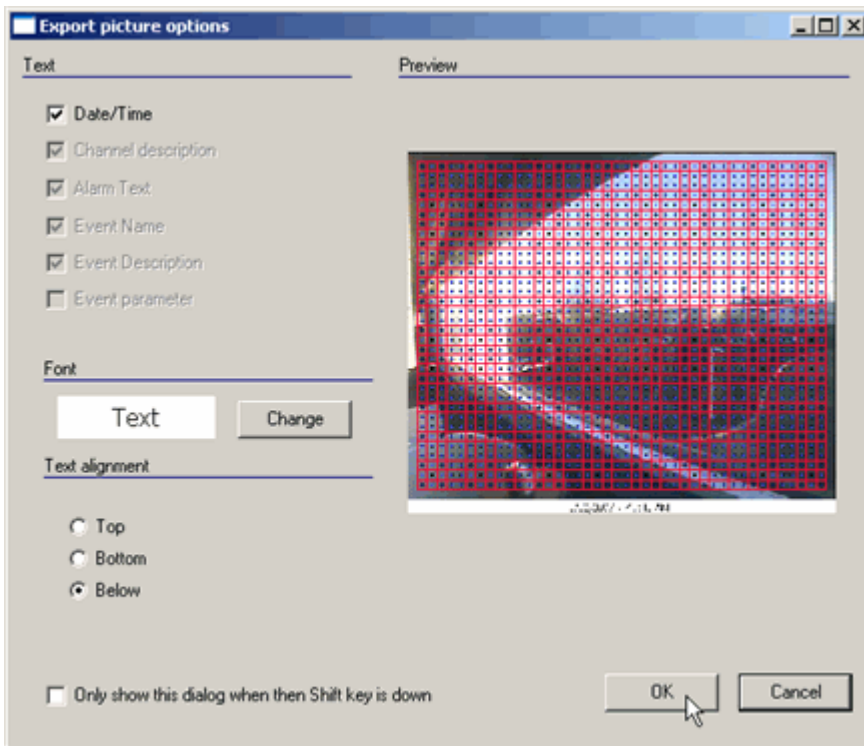 Export picture options
Text
Preview
Date/Time
Channel description
Alarm Text
Event Name
Event Description
Event parameter
Font
Text
Change
Text alignment
Top
Bottom
Below
Only show this dialog when then Shift key is down
OK
Cancel